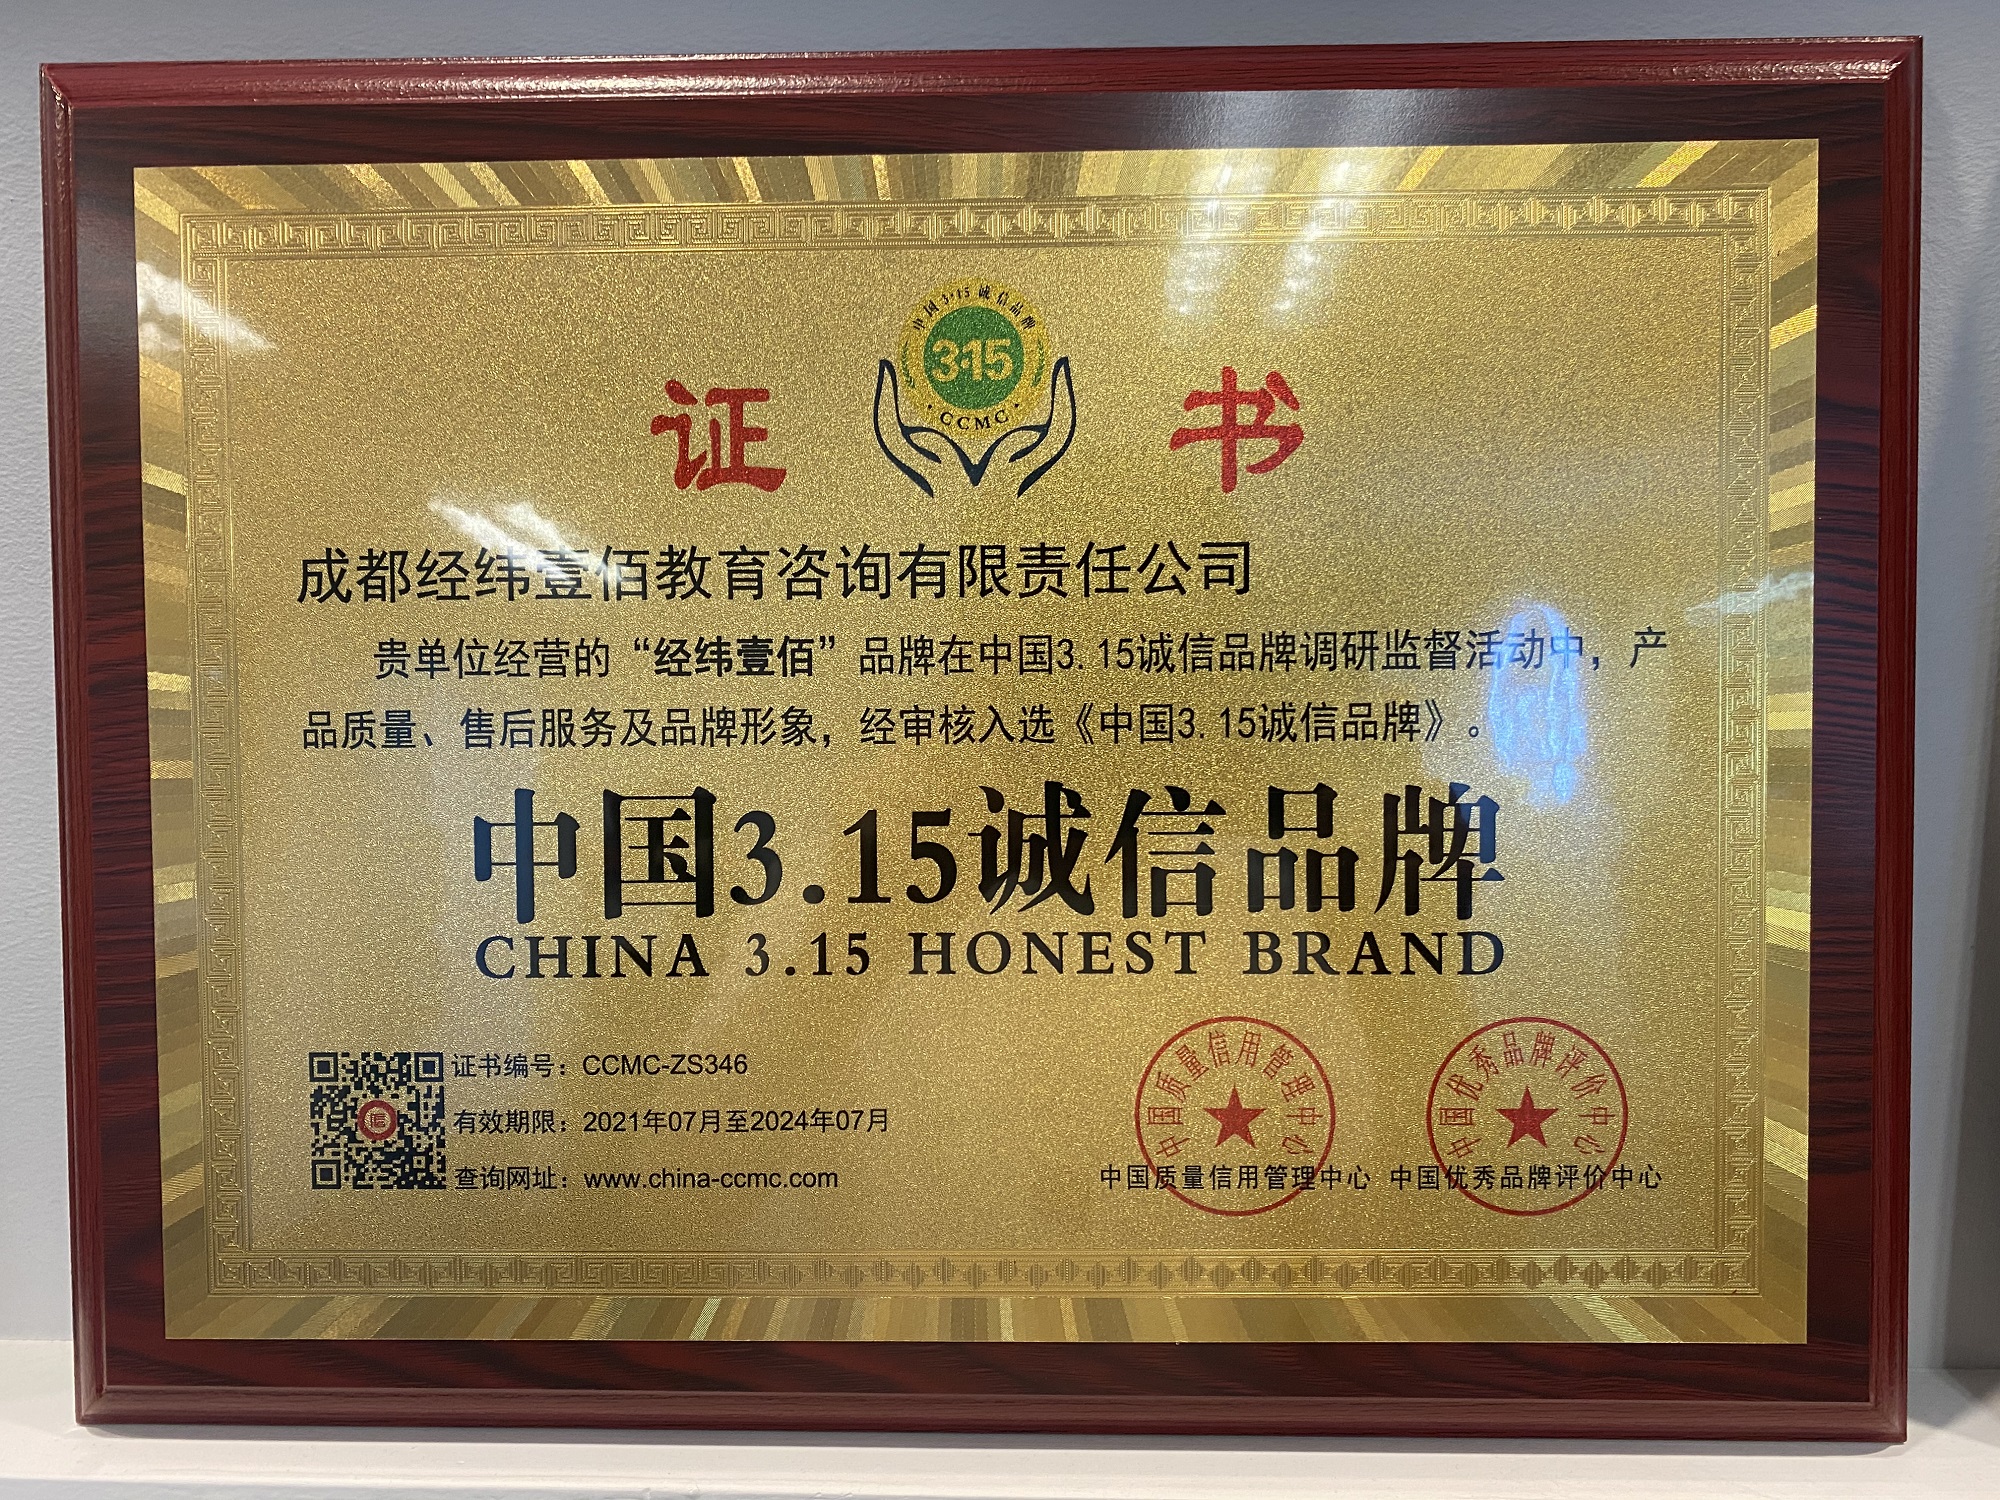 中国3·15诚信品牌
3·15
CCMC
证 书
成都经纬壹佰教育咨询有限责任公司
贵单位经营的“经纬壹佰”品牌在中国3.15诚信品牌调研监督活动中，产
品质量、售后服务及品牌形象，经审核入选《中国3.15诚信品牌》。
中国3.15诚信品牌
CHINA 3.15 HONEST BRAND
证书编号：CCMC-ZS346
有效期限：2021年07月至2024年07月
查询网址：www.china-ccmc.com
信
中国质量信用管理中心
中国优秀品牌评价中心
中国质量信用管理中心 中国优秀品牌评价中心